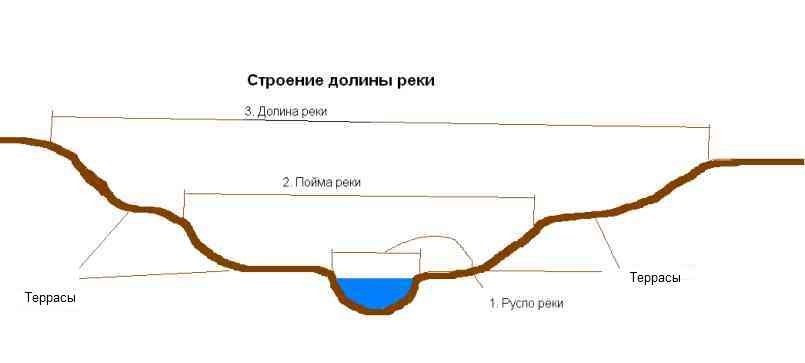 Строение долины реки
3. Долина реки
2. Пойма реки
Террасы
Террасы
1. Русло реки